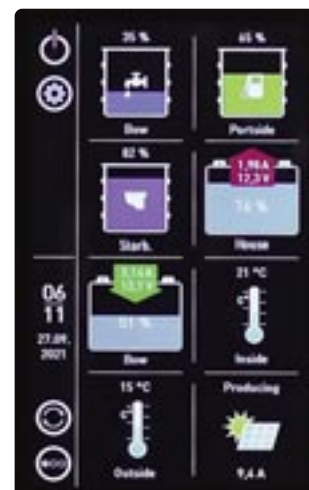 35 %
65 %
Bow
Portside
82 %
1,98 A
12,3 V
76 %
Starb.
House
06
11
27.09.
2021
3,16 A
13,1 V
51 %
Bow
21 °C
C°
Inside
15 °C
C°
Outside
Producing
9,4 A